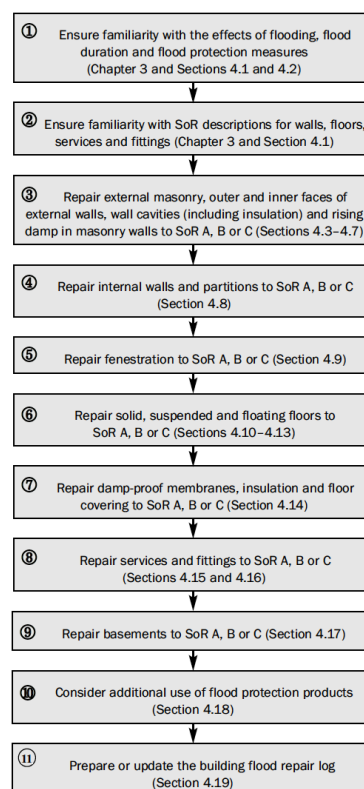 ① Ensure familiarity with the effects of flooding, flood
duration and flood protection measures
(Chapter 3 and Sections 4.1 and 4.2)
② Ensure familiarity with SoR descriptions for walls, floors,
services and fittings (Chapter 3 and Section 4.1)
③ Repair external masonry, outer and inner faces of
external walls, wall cavities (including insulation) and rising
damp in masonry walls to SoR A, B or C (Sections 4.3–4.7)
④ Repair internal walls and partitions to SoR A, B or C
(Section 4.8)
⑤ Repair fenestration to SoR A, B or C (Section 4.9)
⑥ Repair solid, suspended and floating floors to
SoR A, B or C (Sections 4.10–4.13)
⑦ Repair damp-proof membranes, insulation and floor
covering to SoR A, B or C (Section 4.14)
⑧ Repair services and fittings to SoR A, B or C
(Sections 4.15 and 4.16)
⑨ Repair basements to SoR A, B or C (Section 4.17)
⑩ Consider additional use of flood protection products
(Section 4.18)
⑪ Prepare or update the building flood repair log
(Section 4.19)